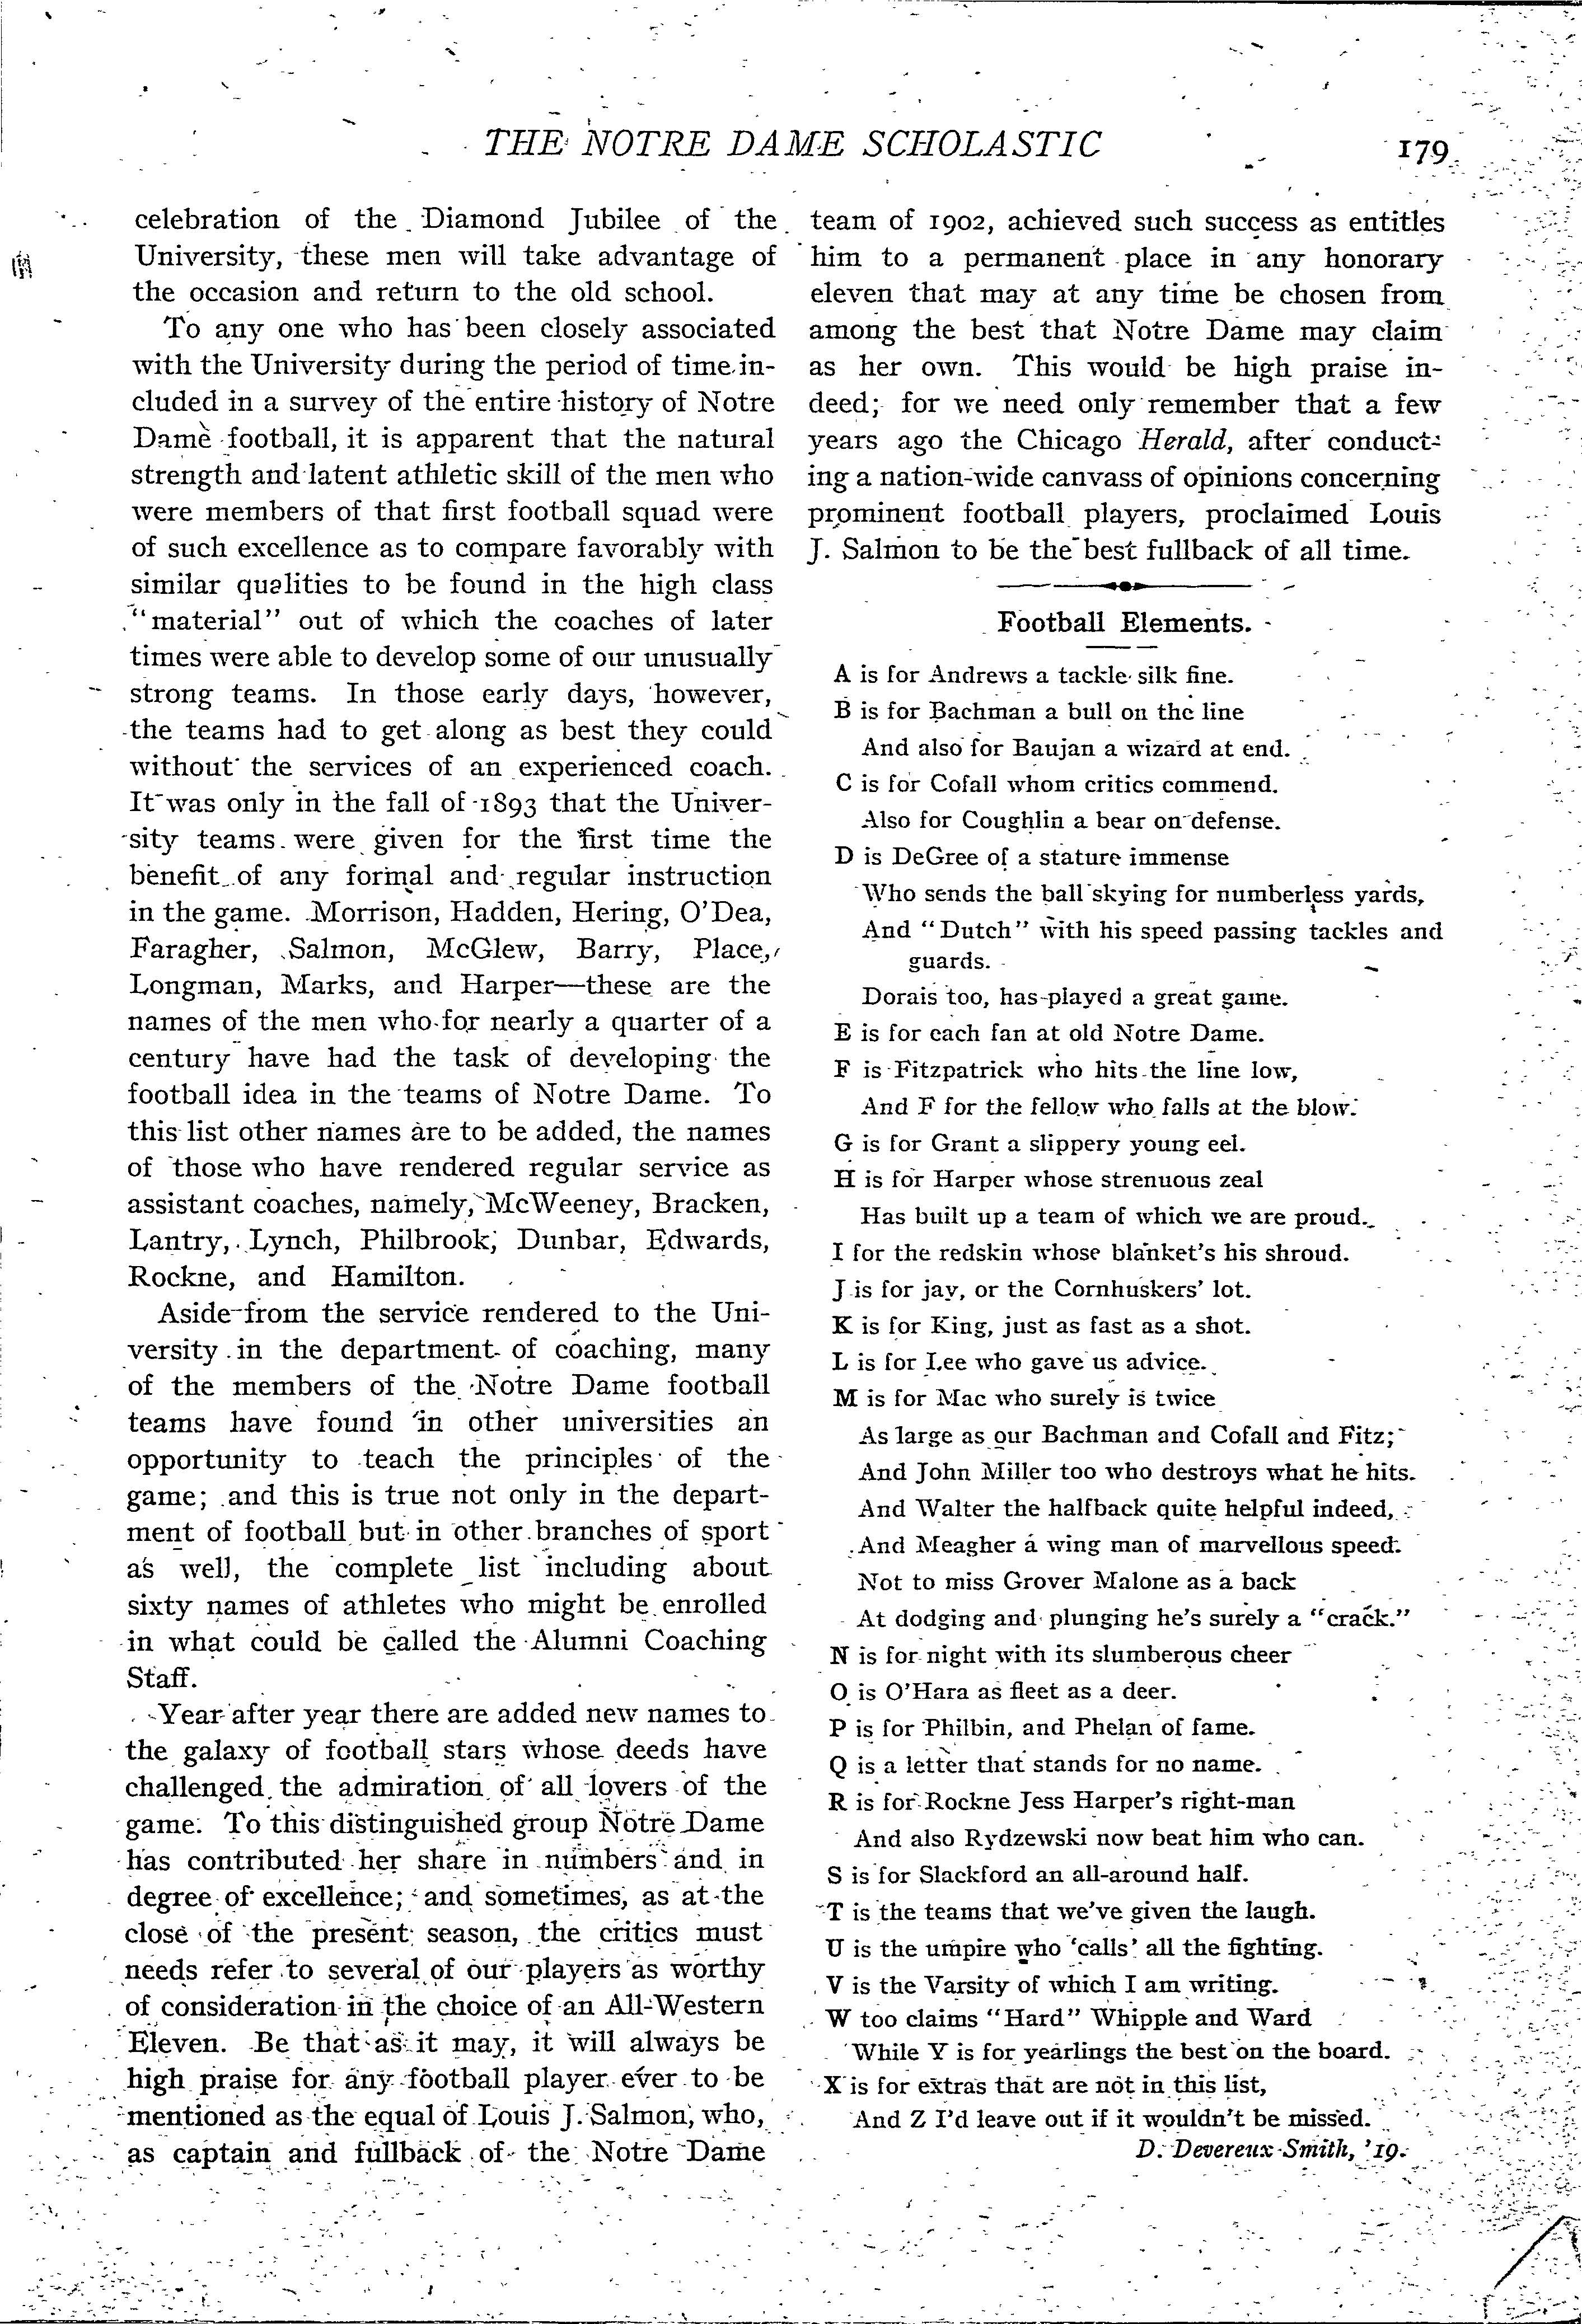 THE NOTRE DAME SCHOLASTIC 179
celebration of the Diamond Jubilee of the
University, these men will take advantage of
the occasion and return to the old school.
To any one who has been closely associated
with the University during the period of time in-
cluded in a survey of the entire history of Notre
Dame football, it is apparent that the natural
strength and latent athletic skill of the men who
were members of that first football squad were
of such excellence as to compare favorably with
similar qualities to be found in the high class
"material" out of which the coaches of later
times were able to develop some of our unusually
strong teams. In those early days, however,
the teams had to get along as best they could
without the services of an experienced coach.
It was only in the fall of 1893 that the Univer-
sity teams were given for the first time the
benefit of any formal and regular instruction
in the game. Morrison, Hadden, Hering, O'Dea,
Faragher, Salmon, McGlew, Barry, Place,
Longman, Marks, and Harper—these are the
names of the men who for nearly a quarter of a
century have had the task of developing the
football idea in the teams of Notre Dame. To
this list other names are to be added, the names
of those who have rendered regular service as
assistant coaches, namely, McWeeney, Bracken,
Lantry, Lynch, Philbrook, Dunbar, Edwards,
Rockne, and Hamilton.
Aside from the service rendered to the Uni-
versity in the department of coaching, many
of the members of the Notre Dame football
teams have found in other universities an
opportunity to teach the principles of the
game; and this is true not only in the depart-
ment of football but in other branches of sport
as well, the complete list including about
sixty names of athletes who might be enrolled
in what could be called the Alumni Coaching
Staff.
Year after year there are added new names to
the galaxy of football stars whose deeds have
challenged the admiration of all lovers of the
game. To this distinguished group Notre Dame
has contributed her share in numbers and in
degree of excellence; and sometimes, as at the
close of the present season, the critics must
needs refer to several of our players as worthy
of consideration in the choice of an All-Western
Eleven. Be that as it may, it will always be
high praise for any football player ever to be
mentioned as the equal of Louis J. Salmon, who,
as captain and fullback of the Notre Dame
team of 1902, achieved such success as entitles
him to a permanent place in any honorary
eleven that may at any time be chosen from
among the best that Notre Dame may claim
as her own. This would be high praise in-
deed; for we need only remember that a few
years ago the Chicago Herald, after conduct-
ing a nation-wide canvass of opinions concerning
prominent football players, proclaimed Louis
J. Salmon to be the best fullback of all time.
Football Elements.
A is for Andrews a tackle silk fine.
B is for Bachman a bull on the line
And also for Baujan a wizard at end.
C is for Cofall whom critics commend.
Also for Coughlin a bear on defense.
D is DeGree of a stature immense
Who sends the ball skying for numberless yards,
And "Dutch" with his speed passing tackles and
guards.
Dorais too, has played a great game.
E is for each fan at old Notre Dame.
F is Fitzpatrick who hits the line low,
And F for the fellow who falls at the blow.
G is for Grant a slippery young eel.
H is for Harper whose strenuous zeal
Has built up a team of which we are proud.
I for the redskin whose blanket's his shroud.
J is for jay, or the Cornhuskers' lot.
K is for King, just as fast as a shot.
L is for Lee who gave us advice.
M is for Mac who surely is twice
As large as our Bachman and Cofall and Fitz;
And John Miller too who destroys what he hits.
And Walter the halfback quite helpful indeed,
And Meagher a wing man of marvellous speed.
Not to miss Grover Malone as a back
At dodging and plunging he's surely a "crack."
N is for night with its slumberous cheer
O is O'Hara as fleet as a deer.
P is for Philbin, and Phelan of fame.
Q is a letter that stands for no name.
R is for Rockne Jess Harper's right-man
And also Rydzewski now beat him who can.
S is for Slackford an all-around half.
T is the teams that we've given the laugh.
U is the umpire who 'calls' all the fighting.
V is the Varsity of which I am writing.
W too claims "Hard" Whipple and Ward
While Y is for yearlings the best on the board.
X is for extras that are not in this list,
And Z I'd leave out if it wouldn't be missed.
D. Devereux Smith, '19.